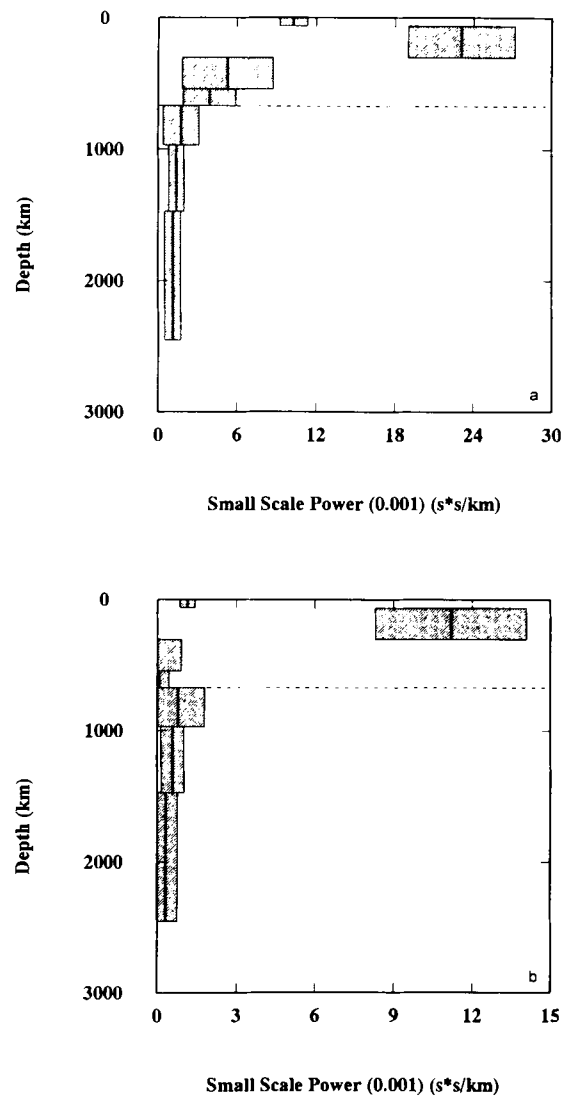 0
1000
2000
3000
Depth (km)
a
0 6 12 18 24 30
Small Scale Power (0.001) (s*s/km)
0
1000
2000
3000
Depth (km)
b
0 3 6 9 12 15
Small Scale Power (0.001) (s*s/km)